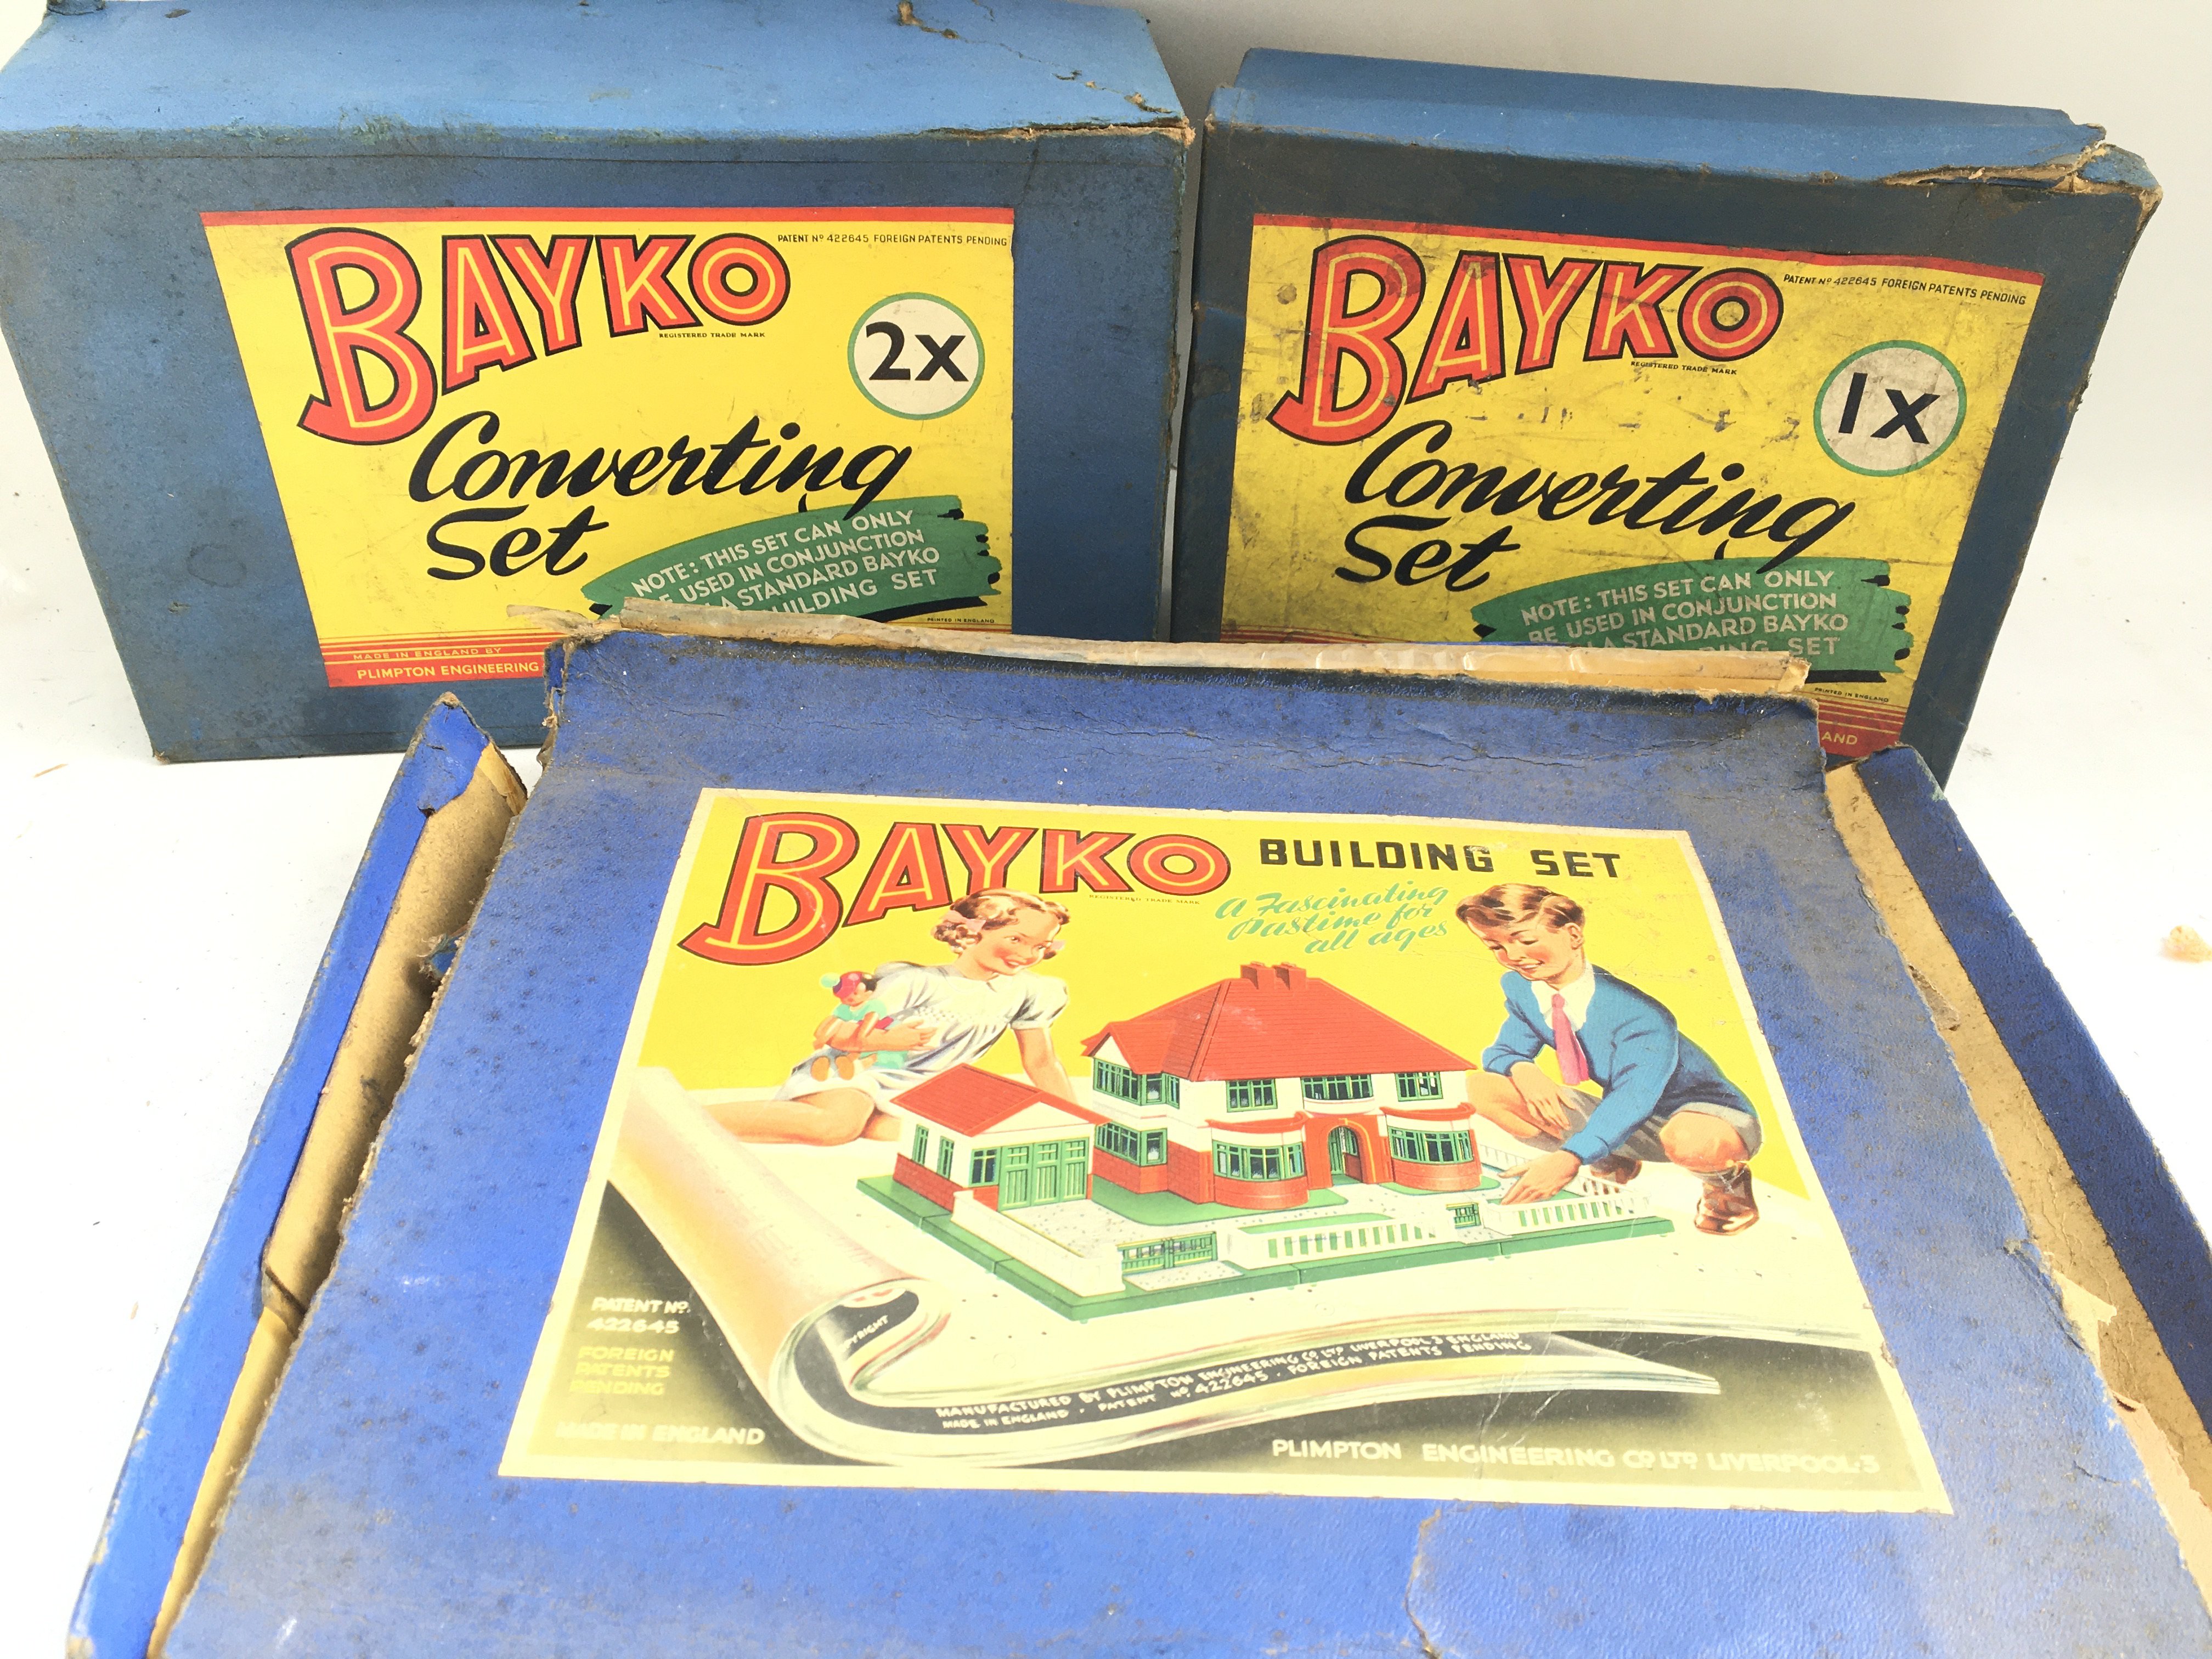 BAYKO
PATENT Nº 422645 FOREIGN PATENTS PENDING
REGISTERED TRADE MARK
2x
Converting
Set
NOTE: THIS SET CAN ONLY
BE USED IN CONJUNCTION
A STANDARD BAYKO
BUILDING SET
PRINTED IN ENGLAND
MADE IN ENGLAND BY
PLIMPTON ENGINEERING
BAYKO
PATENT Nº 422645 FOREIGN PATENTS PENDING
REGISTERED TRADE MARK
1x
Converting
Set
NOTE: THIS SET CAN ONLY
BE USED IN CONJUNCTION
A STANDARD BAYKO
SET
PRINTED IN ENGLAND
BAYKO BUILDING SET
REGISTERED TRADE MARK
A Fascinating
Pastime for
all ages
PATENT Nº
422645
FOREIGN
PATENTS
PENDING
MADE IN ENGLAND
MANUFACTURED BY PLIMPTON ENGINEERING CO LTD LIVERPOOL 3 ENGLAND
MADE IN ENGLAND . PATENT Nº 422645 . FOREIGN PATENTS PENDING
PLIMPTON ENGINEERING CO LTD LIVERPOOL.3